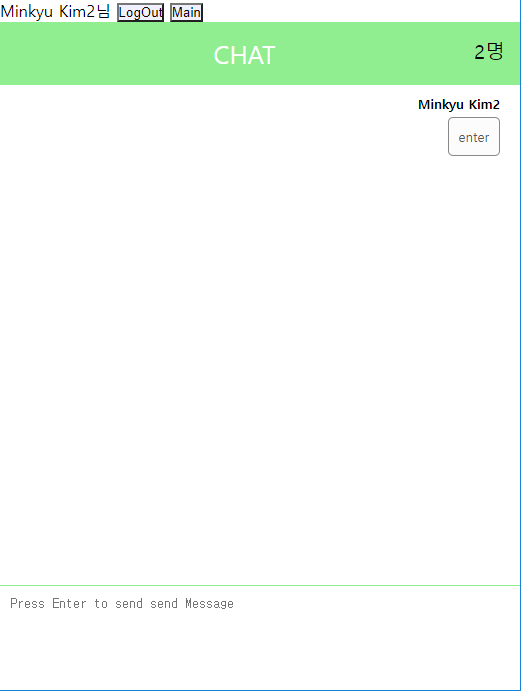 Minkyu Kim2님 LogOut Main
CHAT 2명
Minkyu Kim2
enter
Press Enter to send send Message